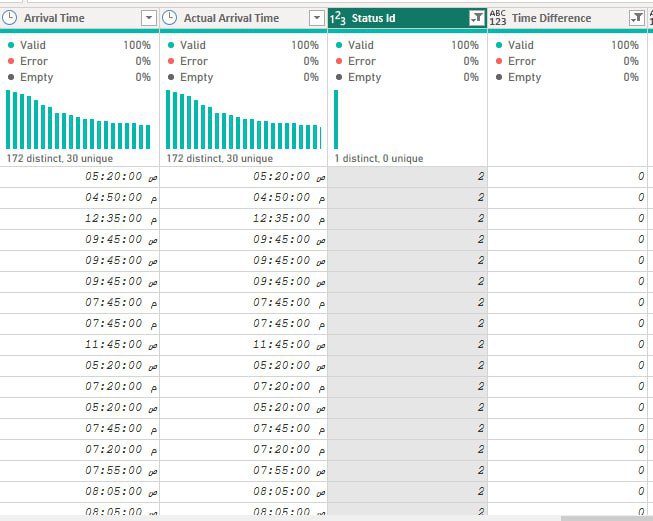 Arrival Time Actual Arrival Time 1²3 Status Id ABC 123 Time Difference
Valid 100% Valid 100% Valid 100% Valid 100%
Error 0% Error 0% Error 0% Error 0%
Empty 0% Empty 0% Empty 0% Empty 0%
172 distinct, 30 unique 172 distinct, 30 unique 1 distinct, 0 unique
05:20:00 ص 05:20:00 ص 2 0
04:50:00 م 04:50:00 م 2 0
12:35:00 م 12:35:00 م 2 0
09:45:00 ص 09:45:00 ص 2 0
09:45:00 ص 09:45:00 ص 2 0
09:45:00 ص 09:45:00 ص 2 0
07:45:00 م 07:45:00 م 2 0
07:45:00 م 07:45:00 م 2 0
11:45:00 ص 11:45:00 ص 2 0
05:20:00 ص 05:20:00 ص 2 0
07:20:00 م 07:20:00 م 2 0
05:20:00 ص 05:20:00 ص 2 0
07:45:00 م 07:45:00 م 2 0
07:20:00 م 07:20:00 م 2 0
07:55:00 ص 07:55:00 ص 2 0
08:05:00 ص 08:05:00 ص 2 0
08:05:00 ص 08:05:00 ص 2 0